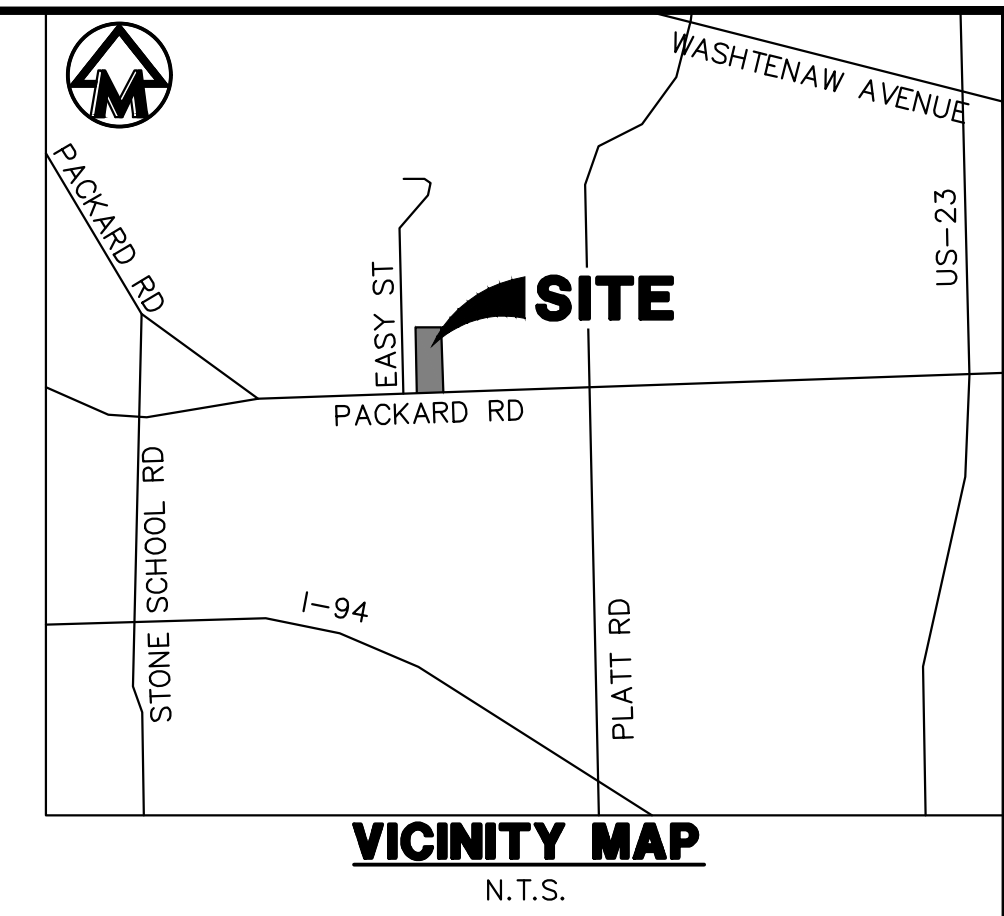 M
WASHTENAW AVENUE
PACKARD RD
US-23
EASY ST
SITE
PACKARD RD
STONE SCHOOL RD
I-94
PLATT RD
VICINITY MAP
N.T.S.